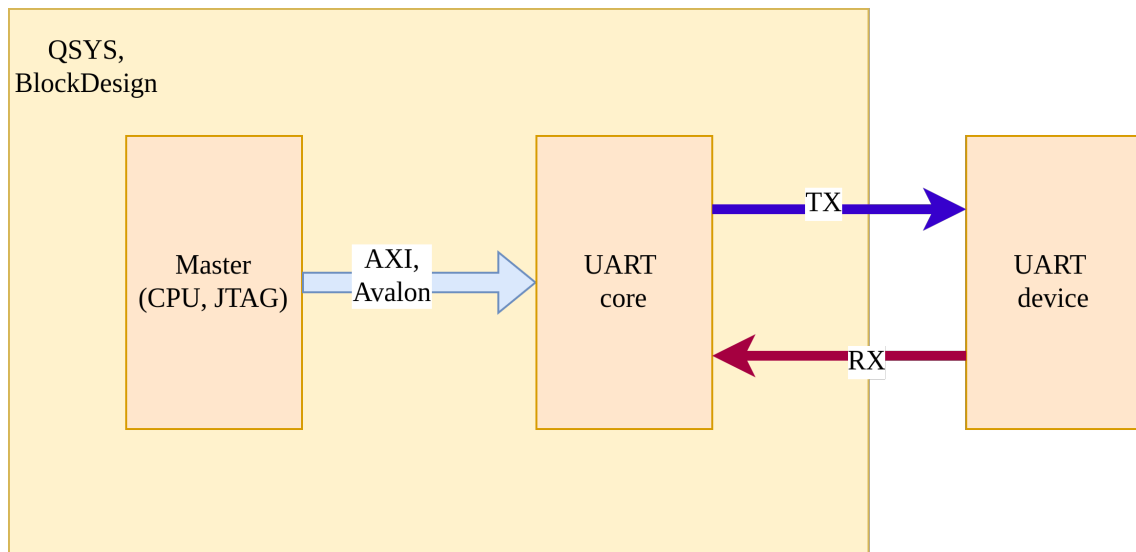 QSYS,
BlockDesign
Master
(CPU, JTAG)
AXI,
Avalon
UART
core
TX
RX
UART
device